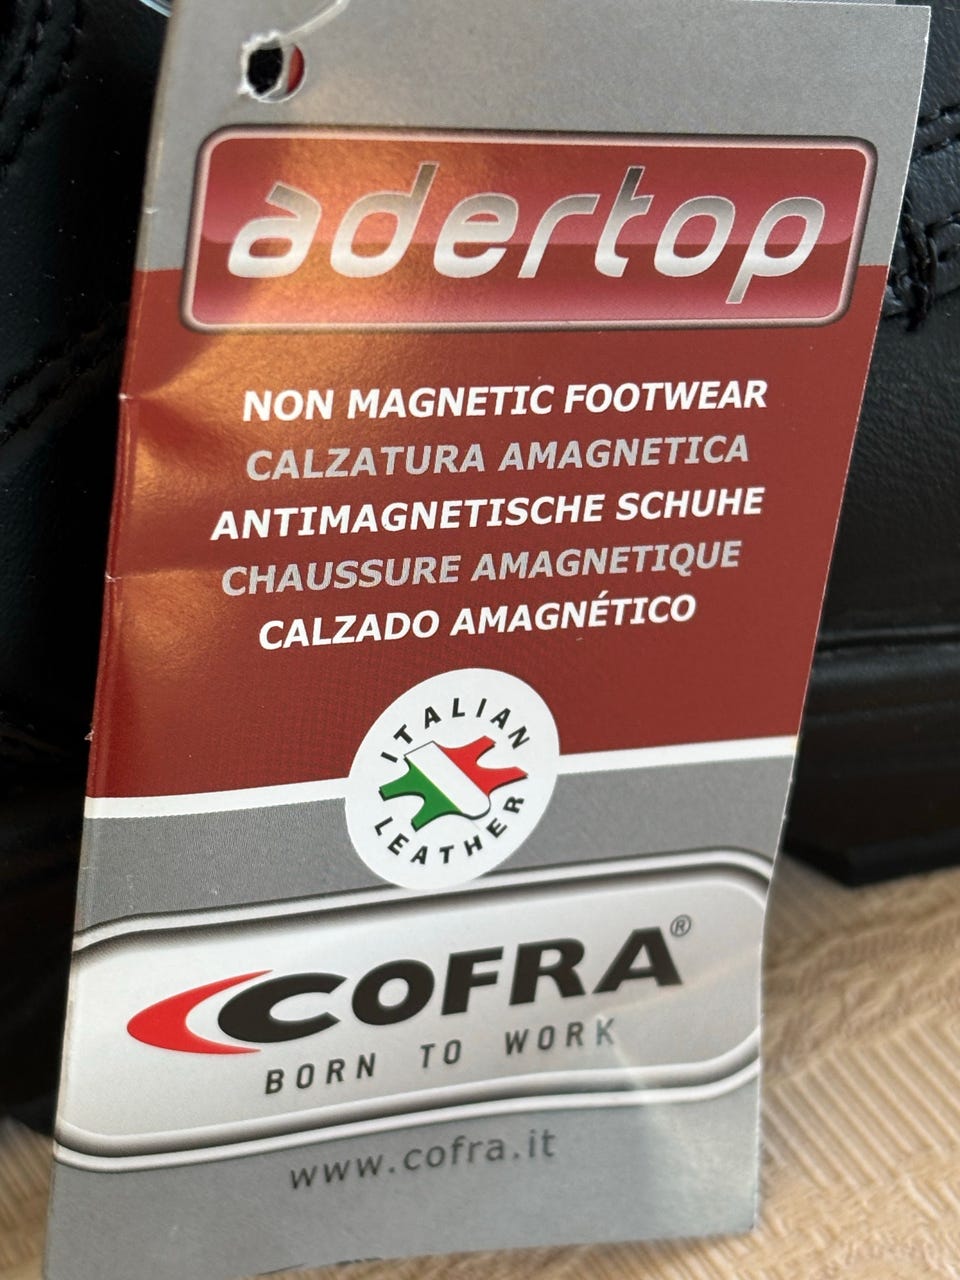 adertop
NON MAGNETIC FOOTWEAR
CALZATURA AMAGNETICA
ANTIMAGNETISCHE SCHUHE
CHAUSSURE AMAGNETIQUE
CALZADO AMAGNÉTICO
ITALIAN
LEATHER
COFRA®
BORN TO WORK
www.cofra.it